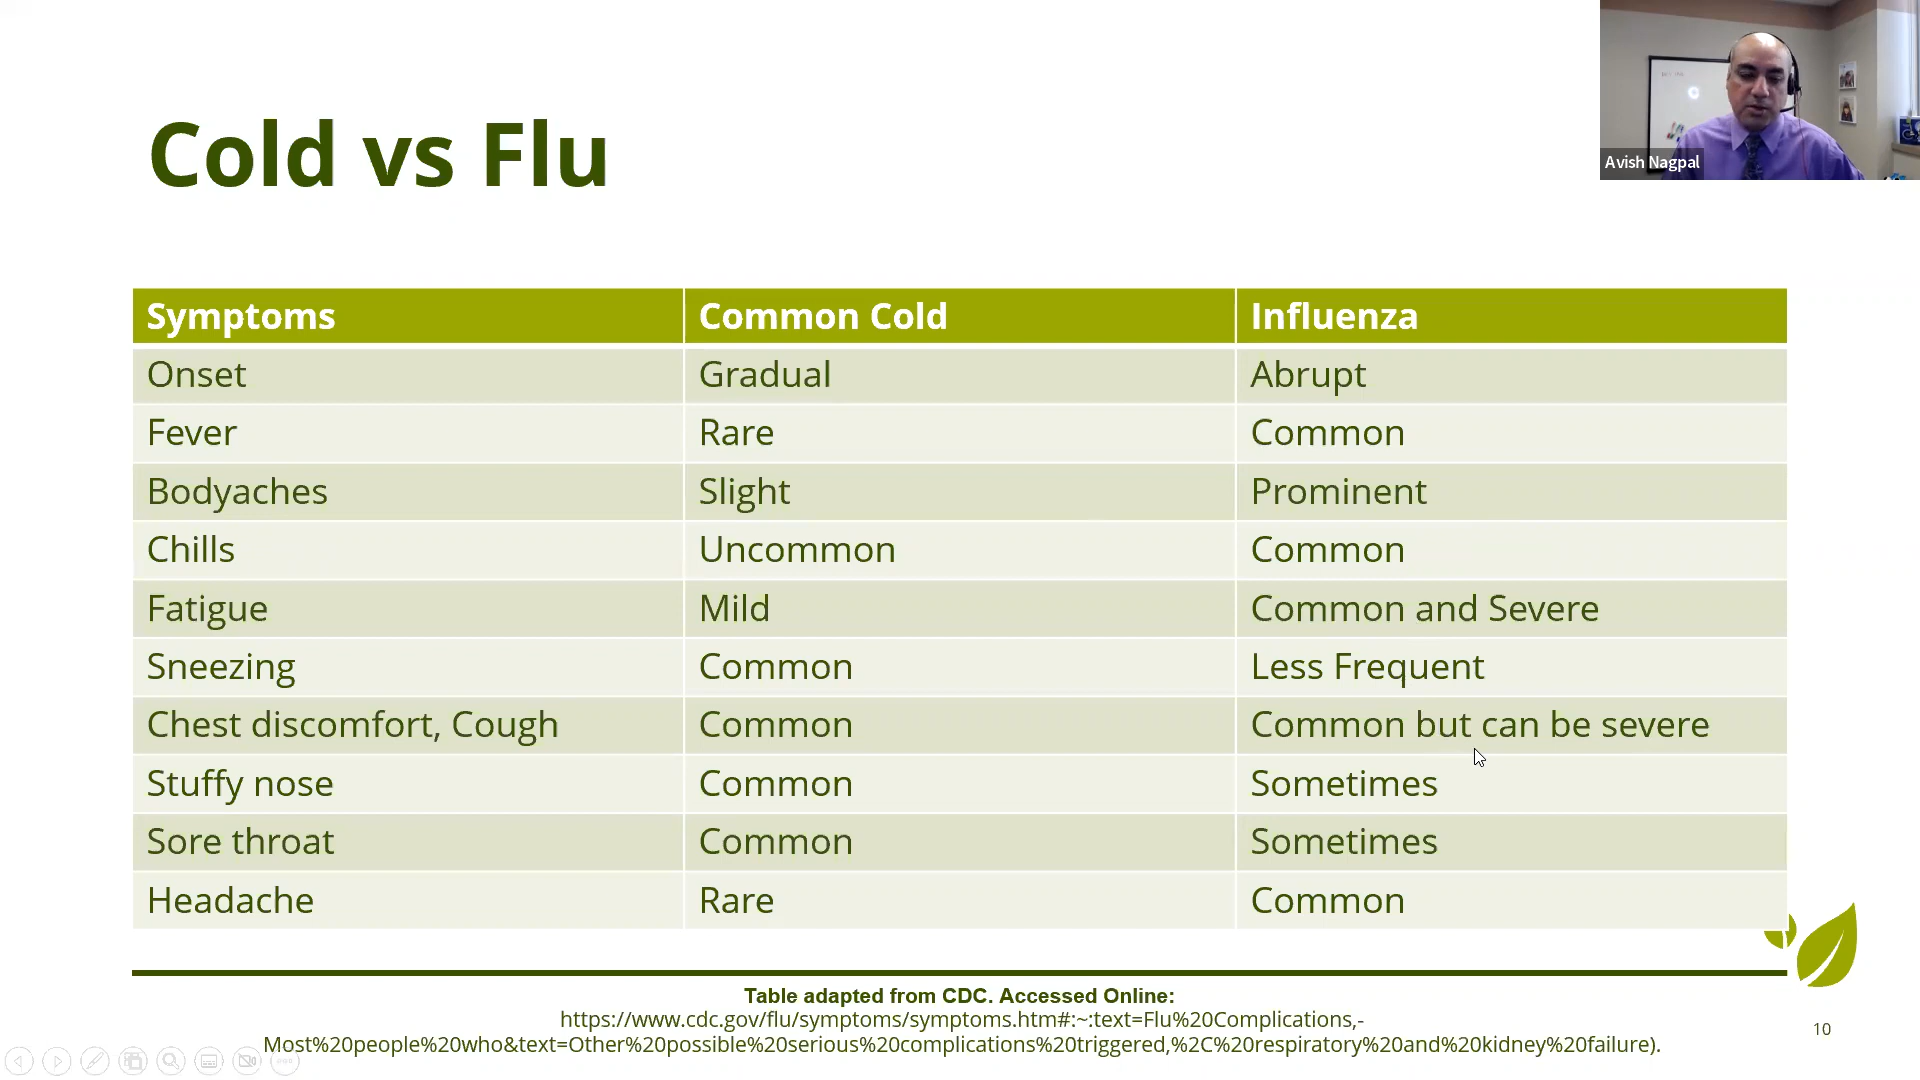 Cold vs Flu
Avish Nagpal
Symptoms Common Cold Influenza
Onset Gradual Abrupt
Fever Rare Common
Bodyaches Slight Prominent
Chills Uncommon Common
Fatigue Mild Common and Severe
Sneezing Common Less Frequent
Chest discomfort, Cough Common Common but can be severe
Stuffy nose Common Sometimes
Sore throat Common Sometimes
Headache Rare Common
Table adapted from CDC. Accessed Online:
https://www.cdc.gov/flu/symptoms/symptoms.htm#:~:text=Flu%20Complications,-
Most%20people%20who&text=Other%20possible%20serious%20complications%20triggered,%2C%20respiratory%20and%20kidney%20failure).
10